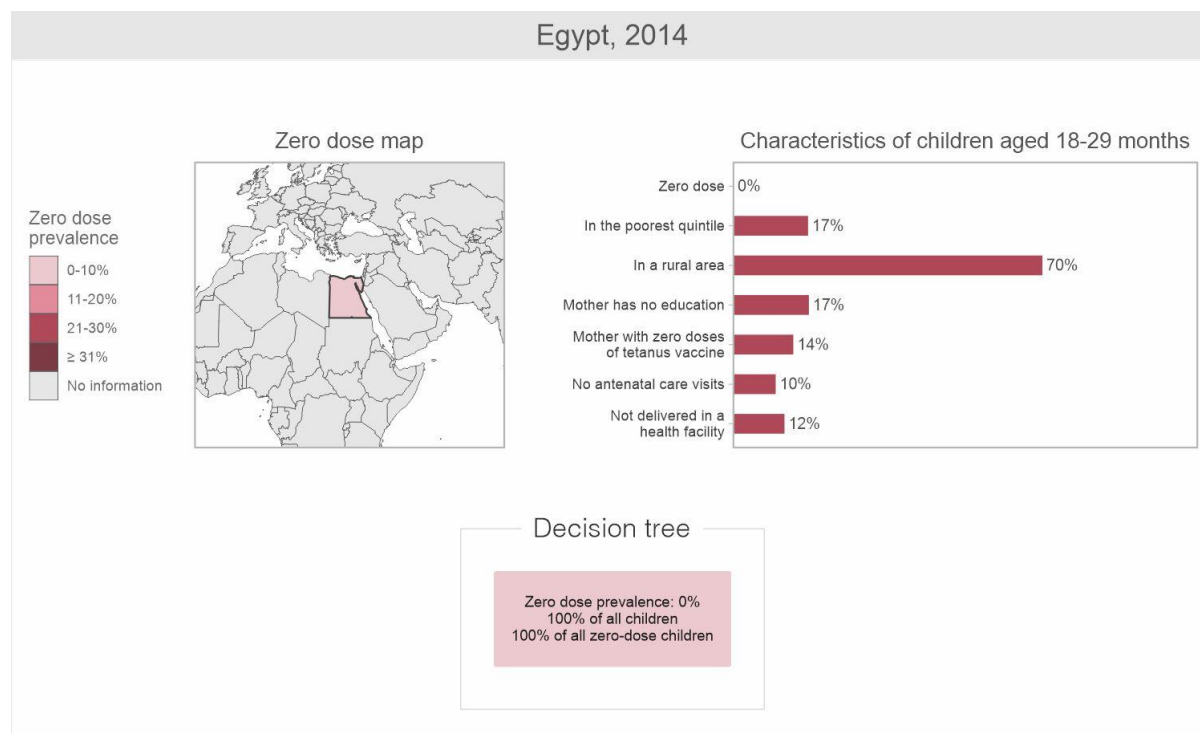 Egypt, 2014
Zero dose map
Zero dose
prevalence
0-10%
11-20%
21-30%
≥ 31%
No information
Characteristics of children aged 18-29 months
Zero dose
0%
In the poorest quintile
17%
In a rural area
70%
Mother has no education
17%
Mother with zero doses
of tetanus vaccine
14%
No antenatal care visits
10%
Not delivered in a
health facility
12%
Decision tree
Zero dose prevalence: 0%
100% of all children
100% of all zero-dose children